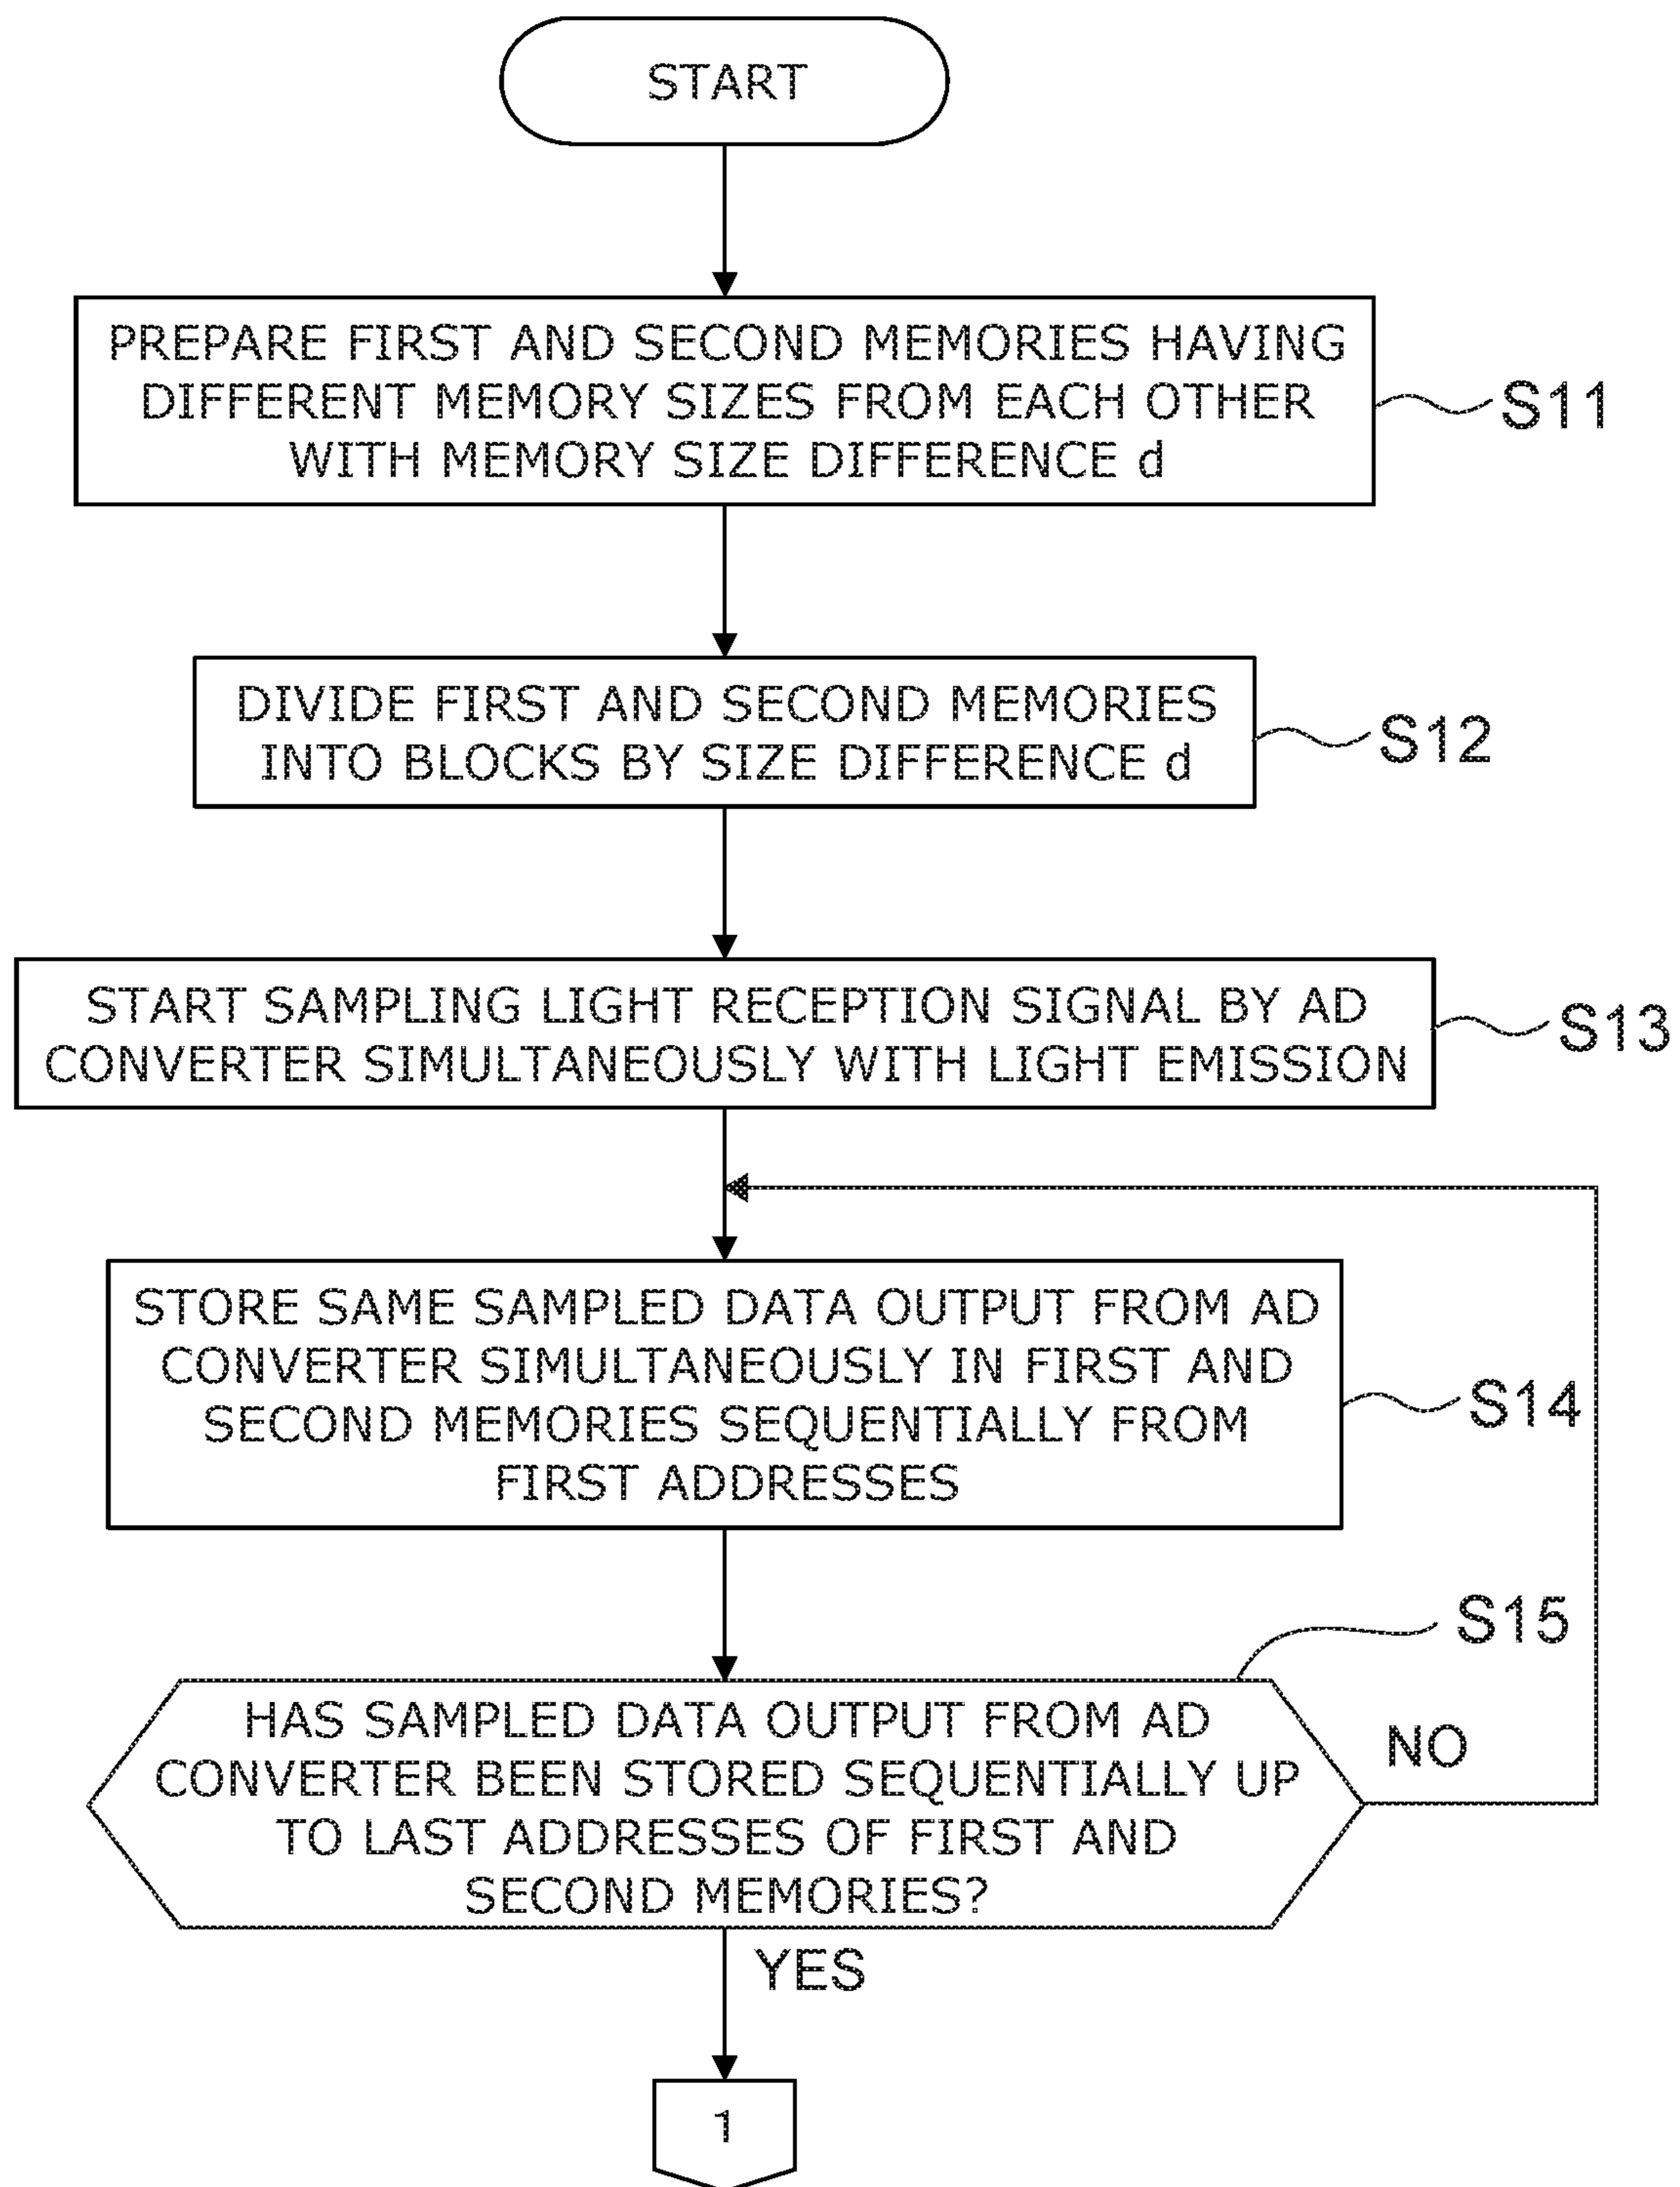 START
PREPARE FIRST AND SECOND MEMORIES HAVING
DIFFERENT MEMORY SIZES FROM EACH OTHER
WITH MEMORY SIZE DIFFERENCE d
S11
DIVIDE FIRST AND SECOND MEMORIES
INTO BLOCKS BY SIZE DIFFERENCE d
S12
START SAMPLING LIGHT RECEPTION SIGNAL BY AD
CONVERTER SIMULTANEOUSLY WITH LIGHT EMISSION
S13
STORE SAME SAMPLED DATA OUTPUT FROM AD
CONVERTER SIMULTANEOUSLY IN FIRST AND
SECOND MEMORIES SEQUENTIALLY FROM
FIRST ADDRESSES
S14
S15
HAS SAMPLED DATA OUTPUT FROM AD
CONVERTER BEEN STORED SEQUENTIALLY UP
TO LAST ADDRESSES OF FIRST AND
SECOND MEMORIES?
NO
YES
1